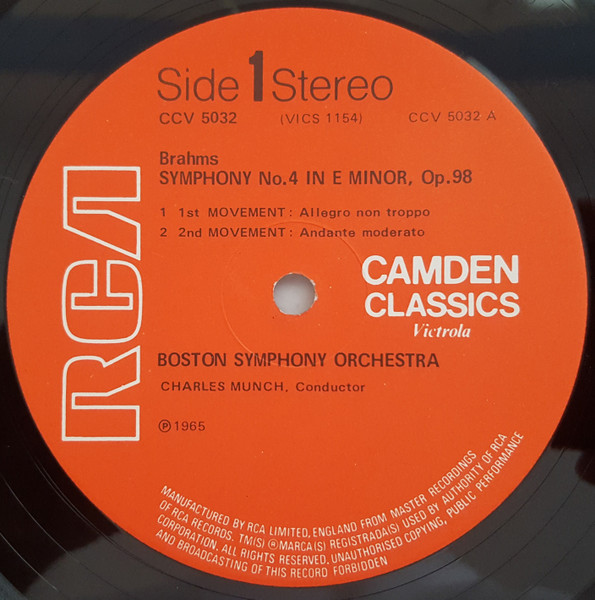 Side 1 Stereo
CCV 5032 (VICS 1154) CCV 5032 A
Brahms
SYMPHONY No.4 IN E MINOR, Op.98
1 1st MOVEMENT: Allegro non troppo
2 2nd MOVEMENT: Andante moderato
RCA
CAMDEN
CLASSICS
Victrola
BOSTON SYMPHONY ORCHESTRA
CHARLES MUNCH, Conductor
Ⓟ 1965
MANUFACTURED BY RCA LIMITED, ENGLAND FROM MASTER RECORDINGS
OF RCA RECORDS. TM(S) ® MARCA(S) REGISTRADA(S) USED BY AUTHORITY OF RCA
CORPORATION. ALL RIGHTS RESERVED. UNAUTHORISED COPYING, PUBLIC PERFORMANCE
AND BROADCASTING OF THIS RECORD FORBIDDEN